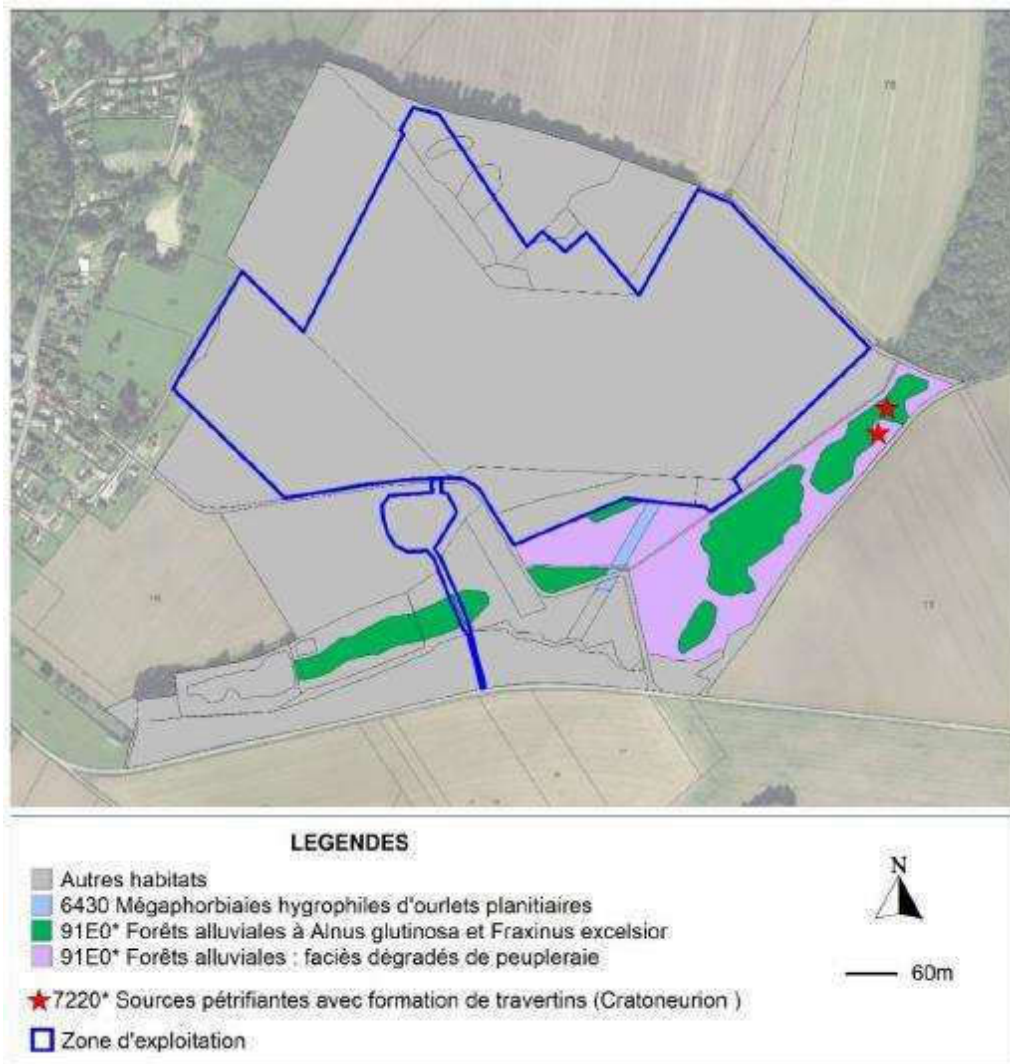 LEGENDES
Autres habitats
6430 Mégaphorbiaies hygrophiles d'ourlets planitiaires
91E0* Forêts alluviales à Alnus glutinosa et Fraxinus excelsior
91E0* Forêts alluviales : faciès dégradés de peupleraie
7220* Sources pétrifiantes avec formation de travertins (Cratoneurion )
Zone d'exploitation
N
60m